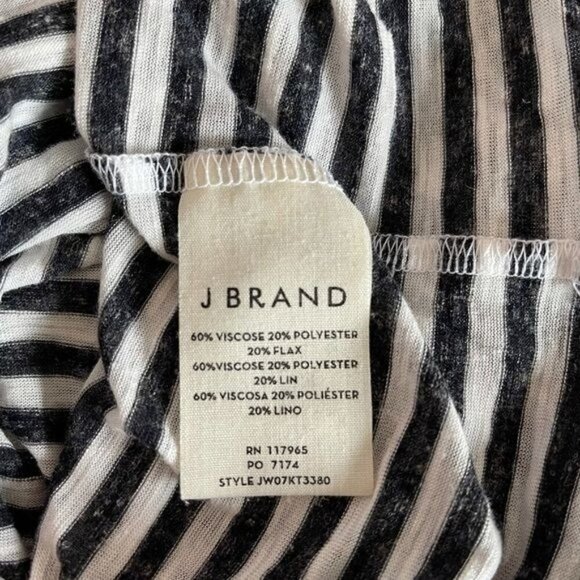 J BRAND
60% VISCOSE 20% POLYESTER
20% FLAX
60%VISCOSE 20% POLYESTER
20% LIN
60% VISCOSA 20% POLIÉSTER
20% LINO
RN 117965
PO 7174
STYLE JW07KT3380